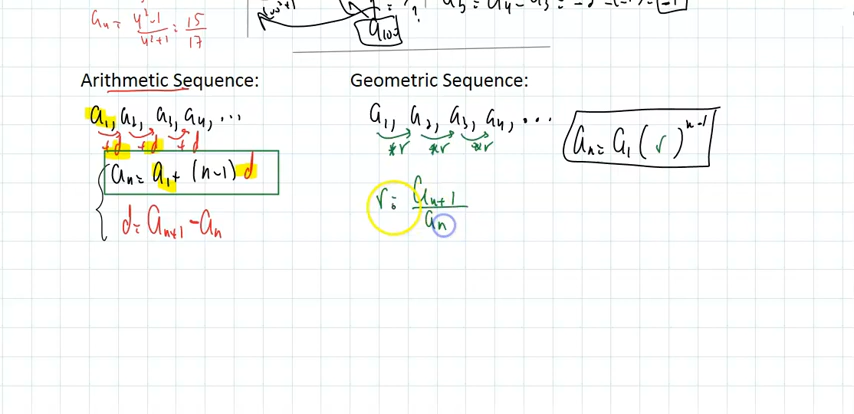 a₄ = 4²-1/4²+1 = 15/17
a₁₀₀
Arithmetic Sequence:
a₁, a₂, a₃, a₄, ...
+d +d +d
aₙ = a₁ + (n-1) d
d = aₙ₊₁ - aₙ
Geometric Sequence:
a₁, a₂, a₃, a₄, ...
*r *r *r
aₙ = a₁ (r)ⁿ⁻¹
r = aₙ₊₁/aₙ